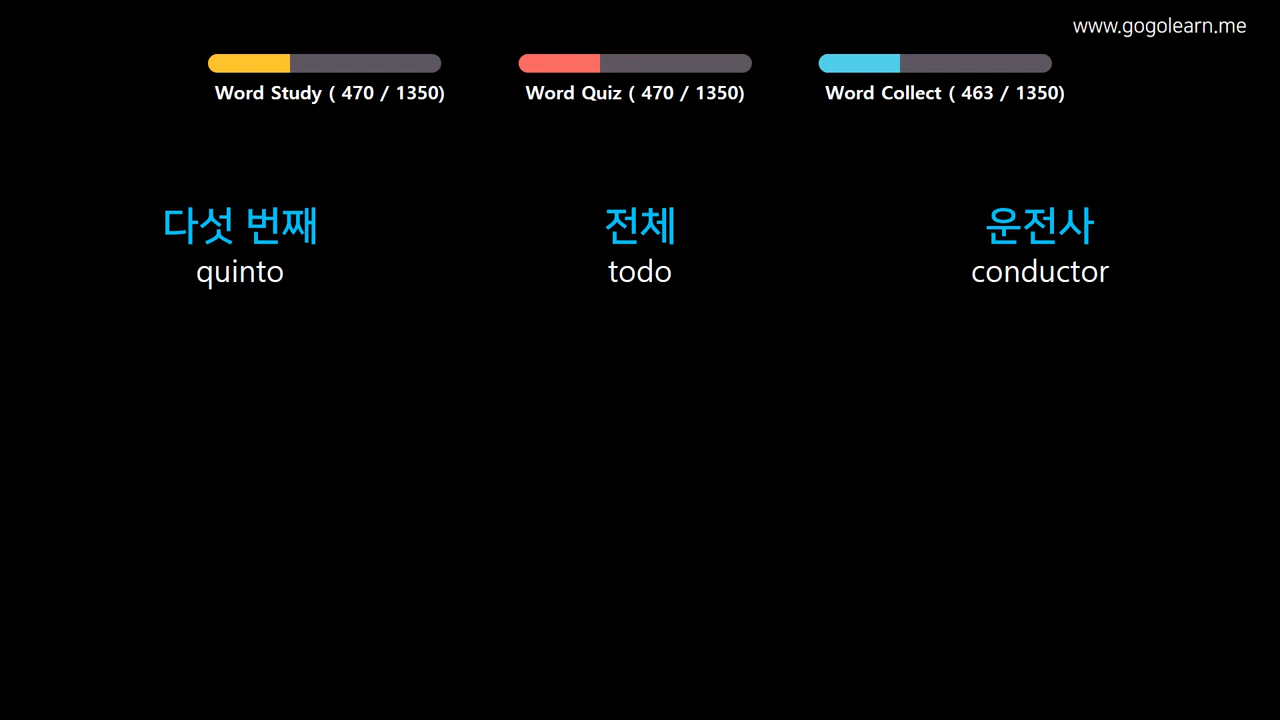 www.gogolearn.me
Word Study ( 470 / 1350)
Word Quiz ( 470 / 1350)
Word Collect ( 463 / 1350)
다섯 번째
quinto
전체
todo
운전사
conductor